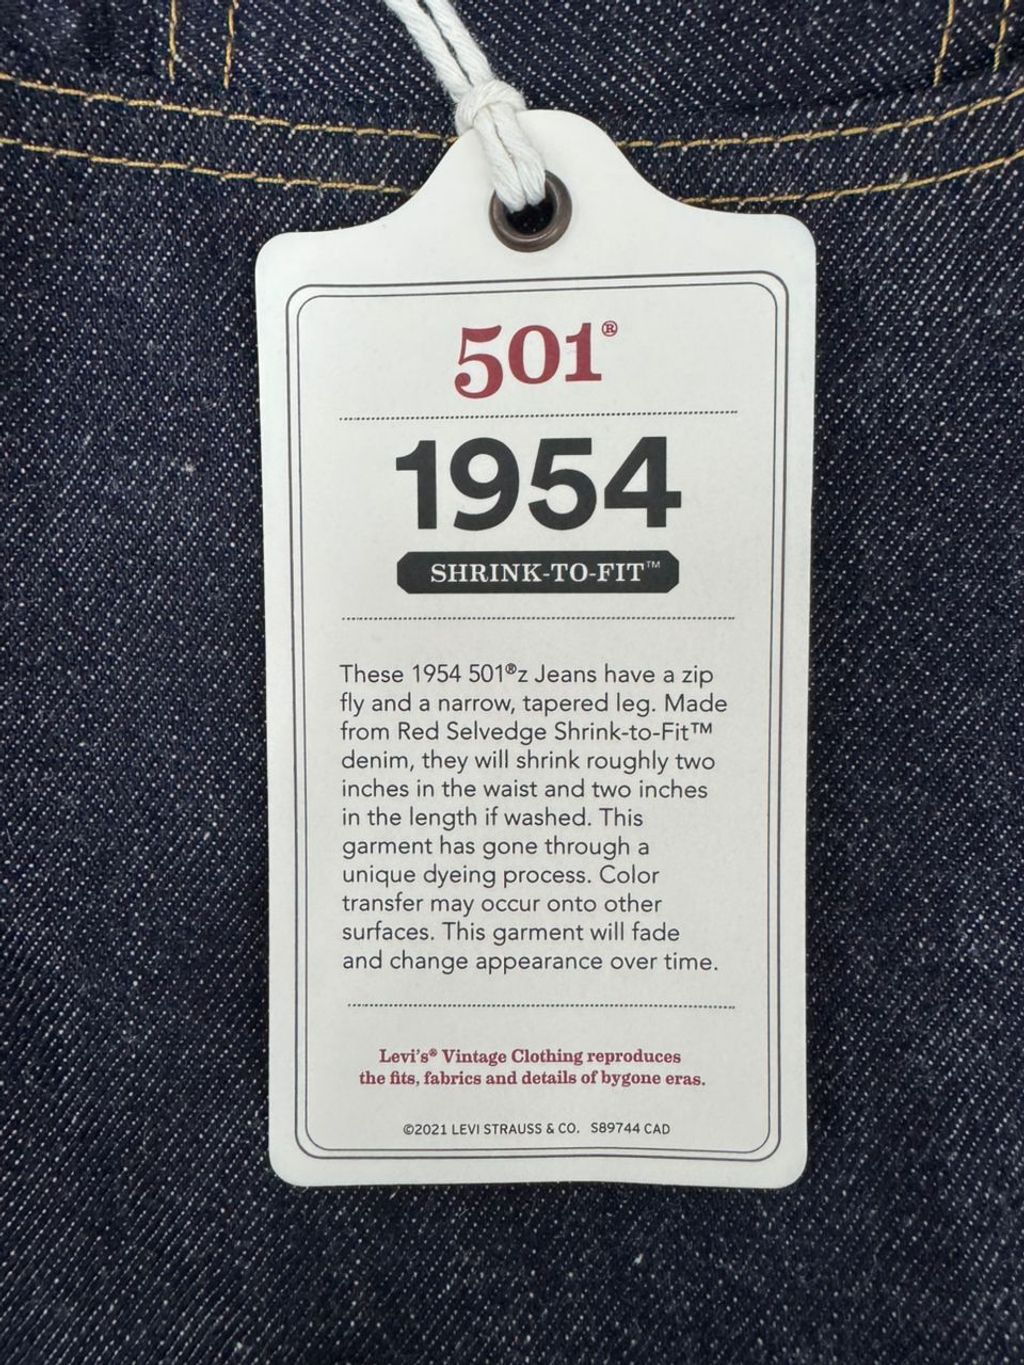 501®
1954
SHRINK-TO-FIT™
These 1954 501®z Jeans have a zip
fly and a narrow, tapered leg. Made
from Red Selvedge Shrink-to-Fit™
denim, they will shrink roughly two
inches in the waist and two inches
in the length if washed. This
garment has gone through a
unique dyeing process. Color
transfer may occur onto other
surfaces. This garment will fade
and change appearance over time.
Levi's® Vintage Clothing reproduces
the fits, fabrics and details of bygone eras.
©2021 LEVI STRAUSS & CO. S89744 CAD